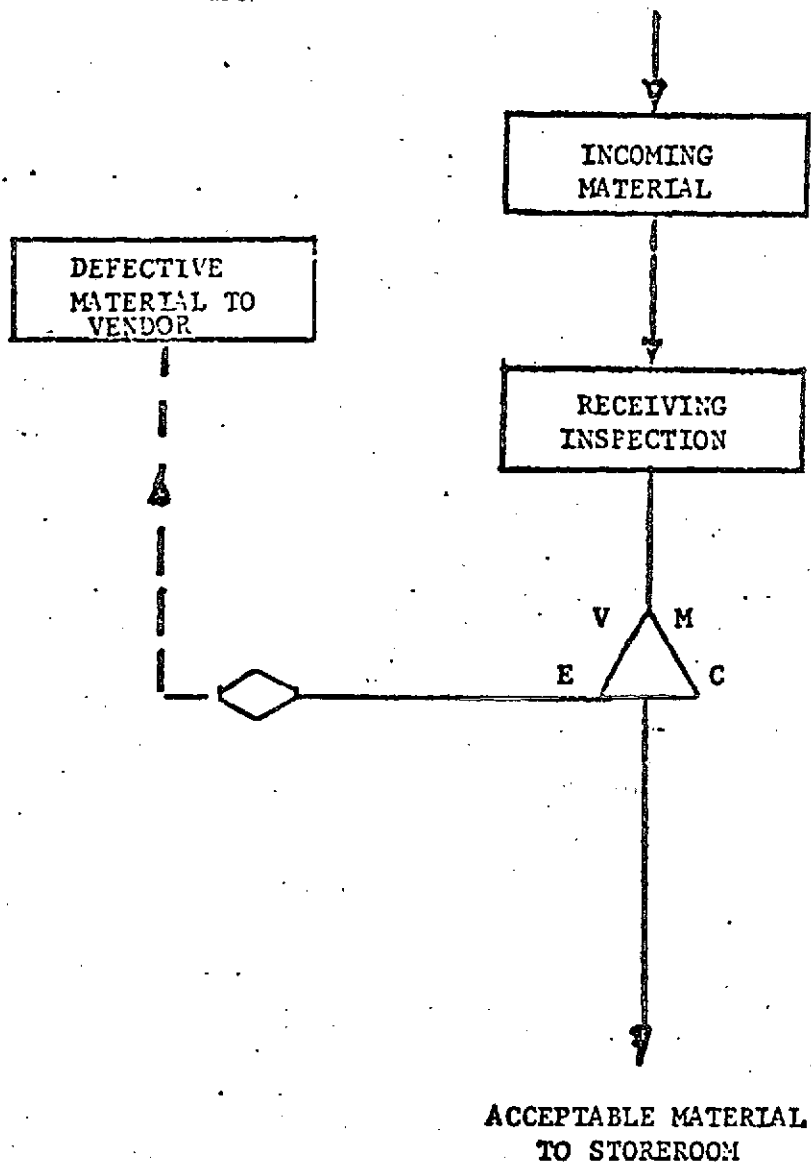 INCOMING
MATERIAL
DEFECTIVE
MATERIAL TO
VENDOR
RECEIVING
INSPECTION
V M
E C
ACCEPTABLE MATERIAL
TO STOREROOM